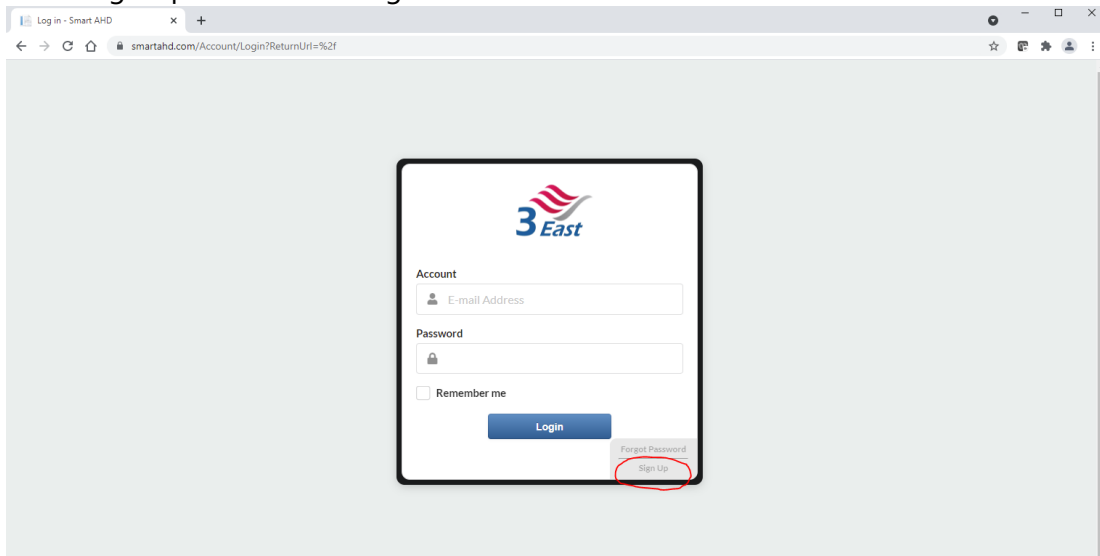 Log in - Smart AHD
smartahd.com/Account/Login?ReturnUrl=%2f
3 East
Account
E-mail Address
Password
Remember me
Login
Forgot Password
Sign Up